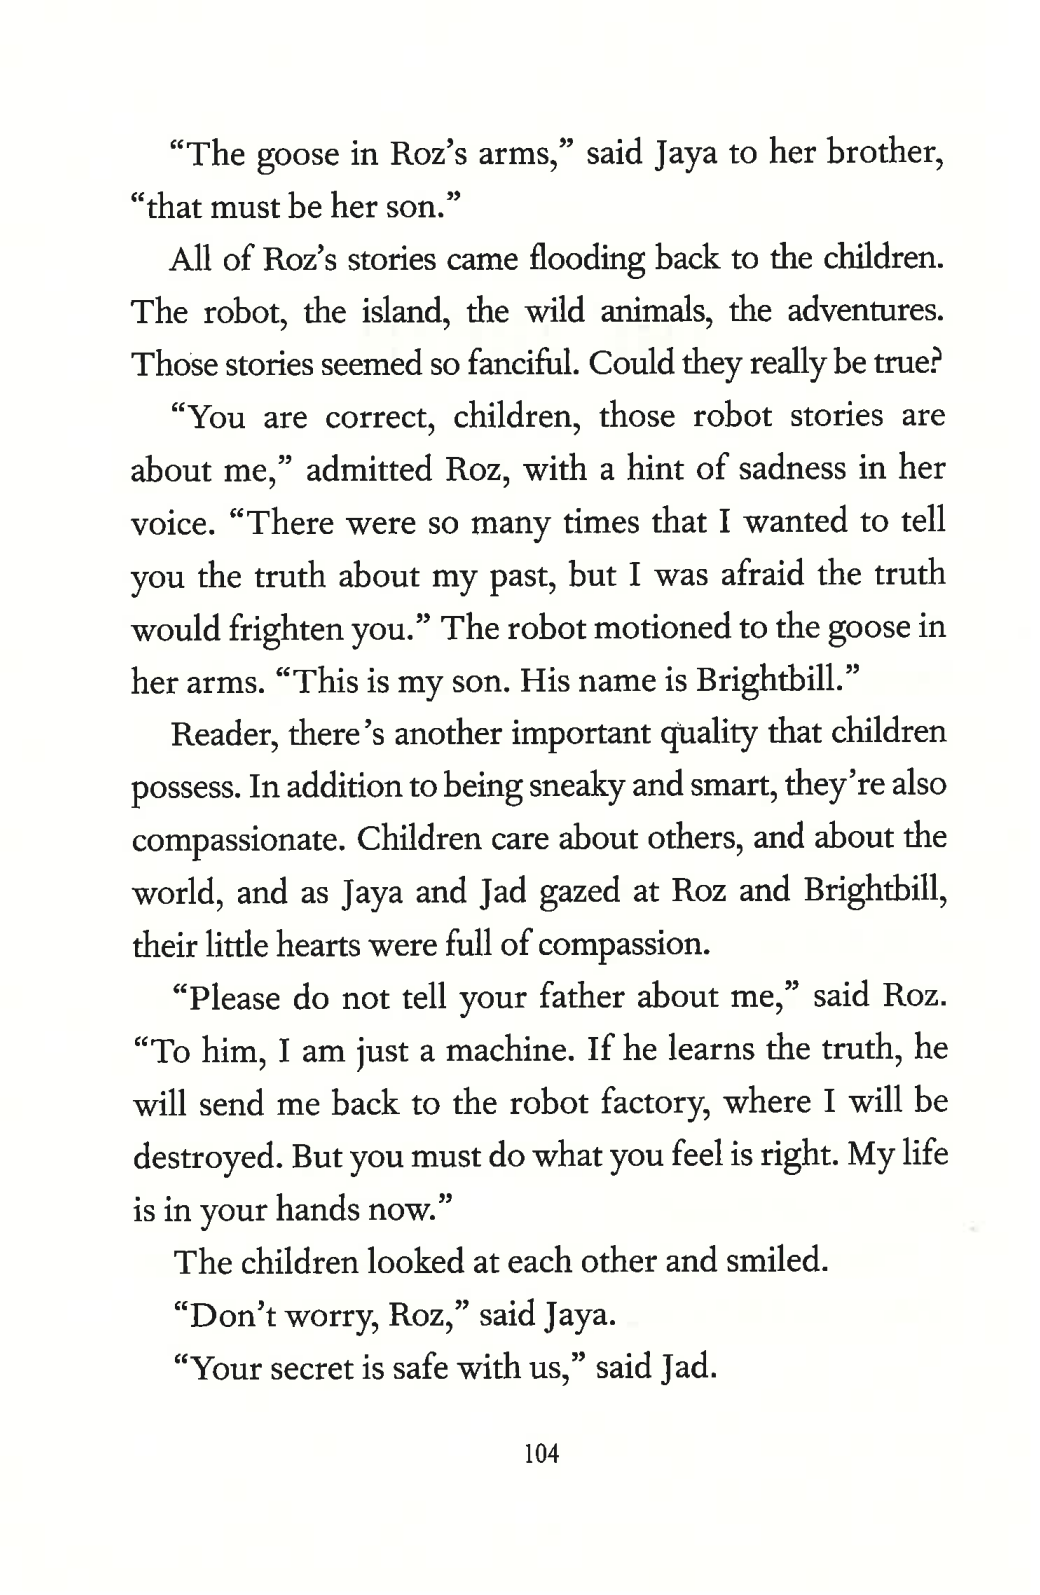 “The goose in Roz’s arms,” said Jaya to her brother,
“that must be her son.”
All of Roz’s stories came flooding back to the children.
The robot, the island, the wild animals, the adventures.
Those stories seemed so fanciful. Could they really be true?
“You are correct, children, those robot stories are
about me,” admitted Roz, with a hint of sadness in her
voice. “There were so many times that I wanted to tell
you the truth about my past, but I was afraid the truth
would frighten you.” The robot motioned to the goose in
her arms. “This is my son. His name is Brightbill.”
Reader, there’s another important quality that children
possess. In addition to being sneaky and smart, they’re also
compassionate. Children care about others, and about the
world, and as Jaya and Jad gazed at Roz and Brightbill,
their little hearts were full of compassion.
“Please do not tell your father about me,” said Roz.
“To him, I am just a machine. If he learns the truth, he
will send me back to the robot factory, where I will be
destroyed. But you must do what you feel is right. My life
is in your hands now.”
The children looked at each other and smiled.
“Don’t worry, Roz,” said Jaya.
“Your secret is safe with us,” said Jad.
104